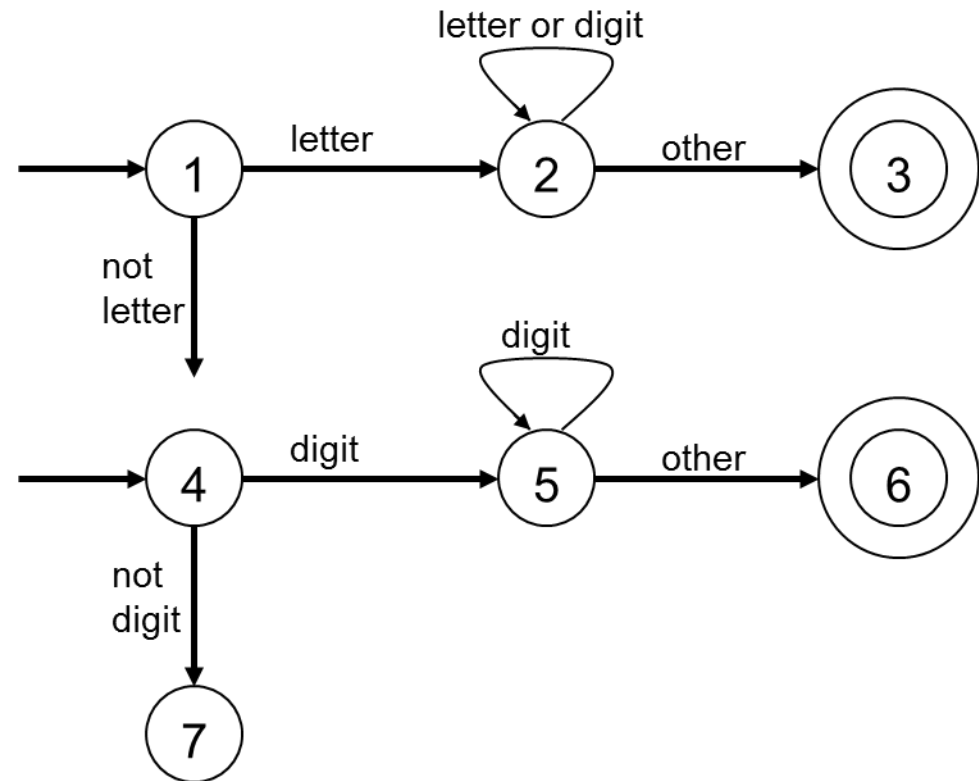 letter or digit
letter
other
1
2
3
not
letter
digit
digit
other
4
5
6
not
digit
7